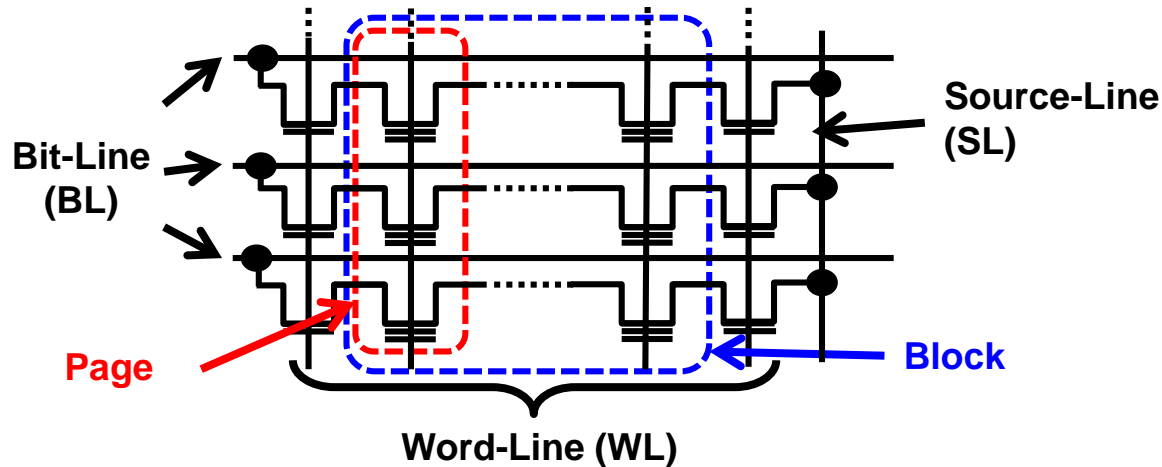 Bit-Line
(BL)
Source-Line
(SL)
Page
Block
Word-Line (WL)